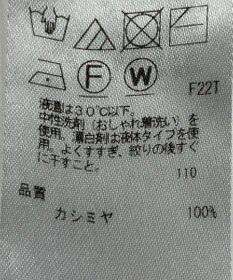 F W
F22T
液温は30℃以下。
中性洗剤（おしゃれ着洗い）を
使用、漂白剤は液体タイプを使
用、よくすすぎ、絞りの後すぐ
に干すこと。
110
品質
カシミヤ 100%